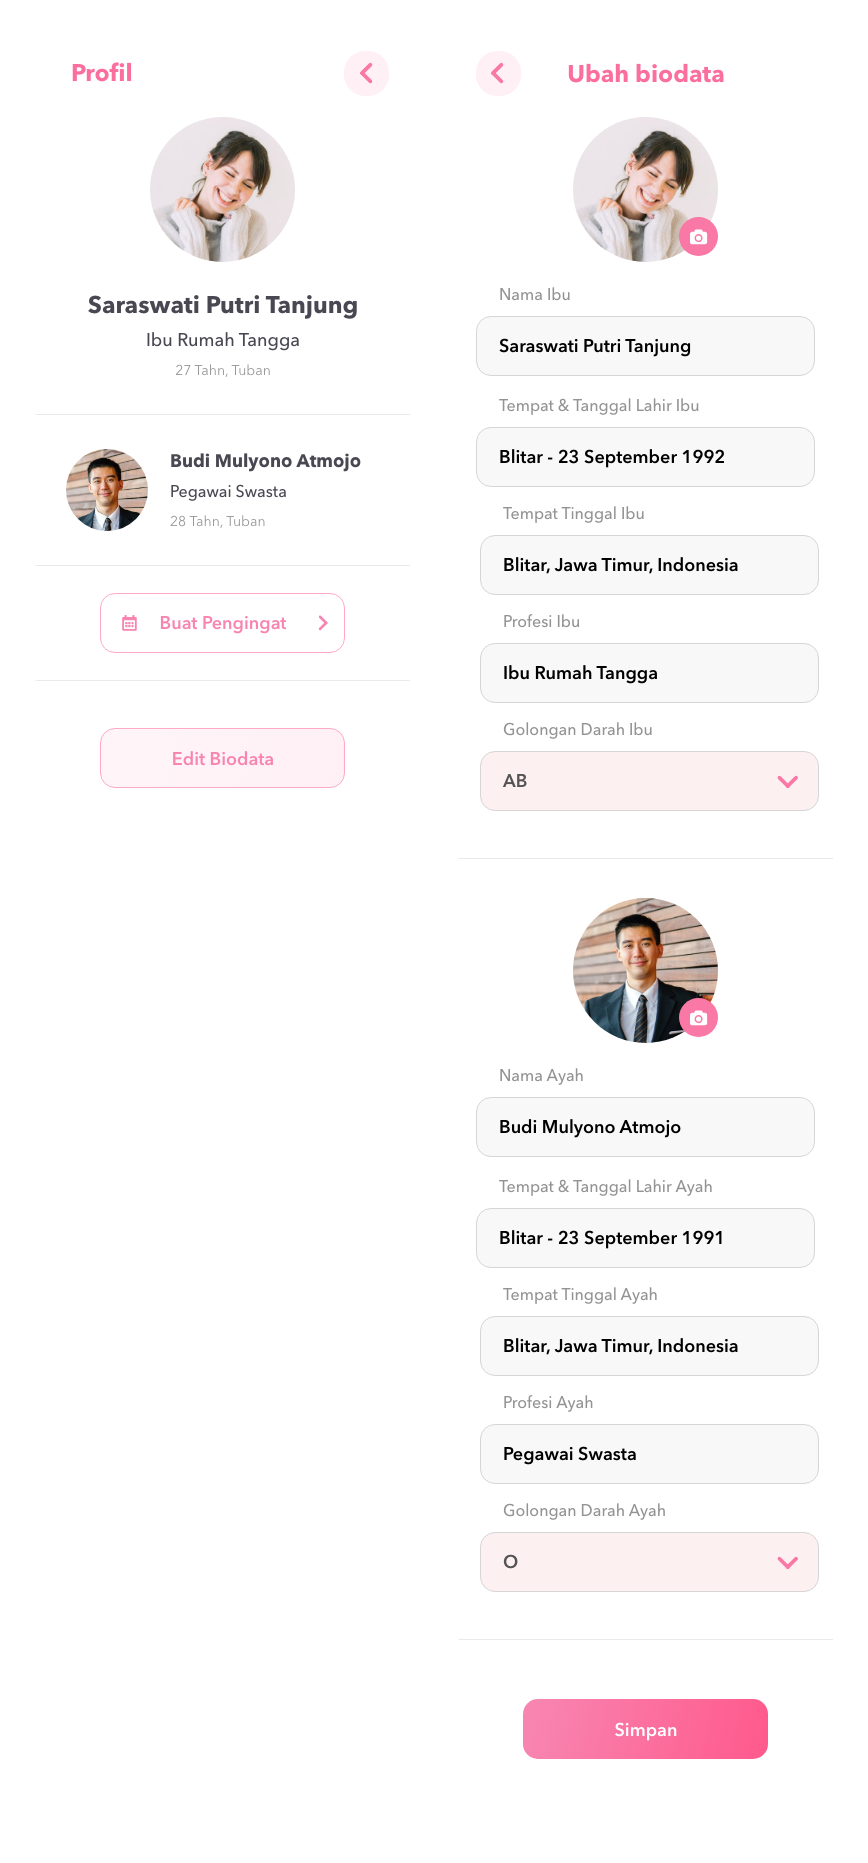 Profil
Saraswati Putri Tanjung
Ibu Rumah Tangga
27 Tahn, Tuban
Budi Mulyono Atmojo
Pegawai Swasta
28 Tahn, Tuban
Buat Pengingat
Edit Biodata
Ubah biodata
Nama Ibu
Saraswati Putri Tanjung
Tempat & Tanggal Lahir Ibu
Blitar - 23 September 1992
Tempat Tinggal Ibu
Blitar, Jawa Timur, Indonesia
Profesi Ibu
Ibu Rumah Tangga
Golongan Darah Ibu
AB
Nama Ayah
Budi Mulyono Atmojo
Tempat & Tanggal Lahir Ayah
Blitar - 23 September 1991
Tempat Tinggal Ayah
Blitar, Jawa Timur, Indonesia
Profesi Ayah
Pegawai Swasta
Golongan Darah Ayah
O
Simpan